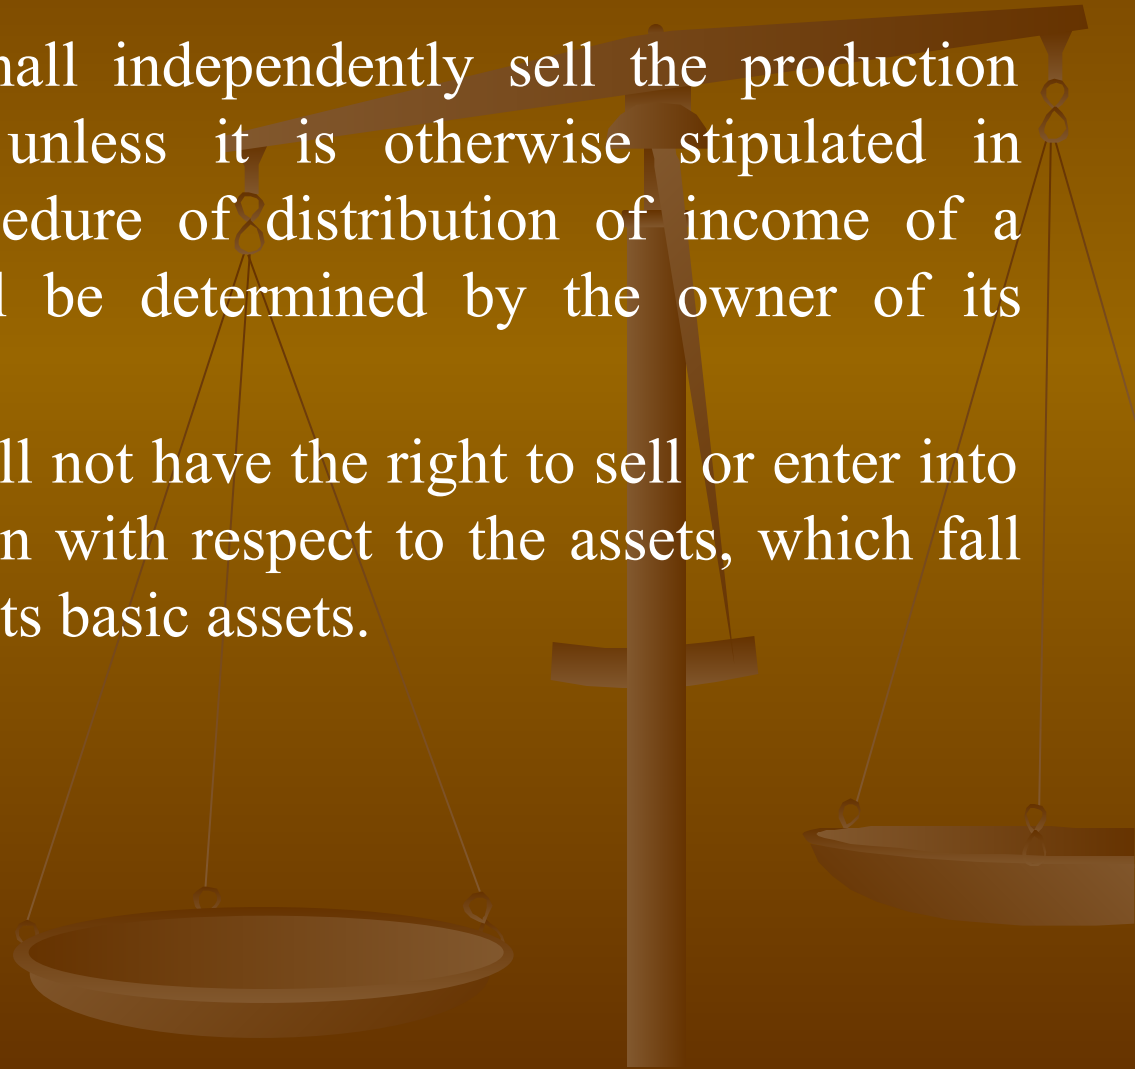 hall independently sell the production
unless it is otherwise stipulated in
edure of distribution of income of a
l be determined by the owner of its
ll not have the right to sell or enter into
n with respect to the assets, which fall
ts basic assets.